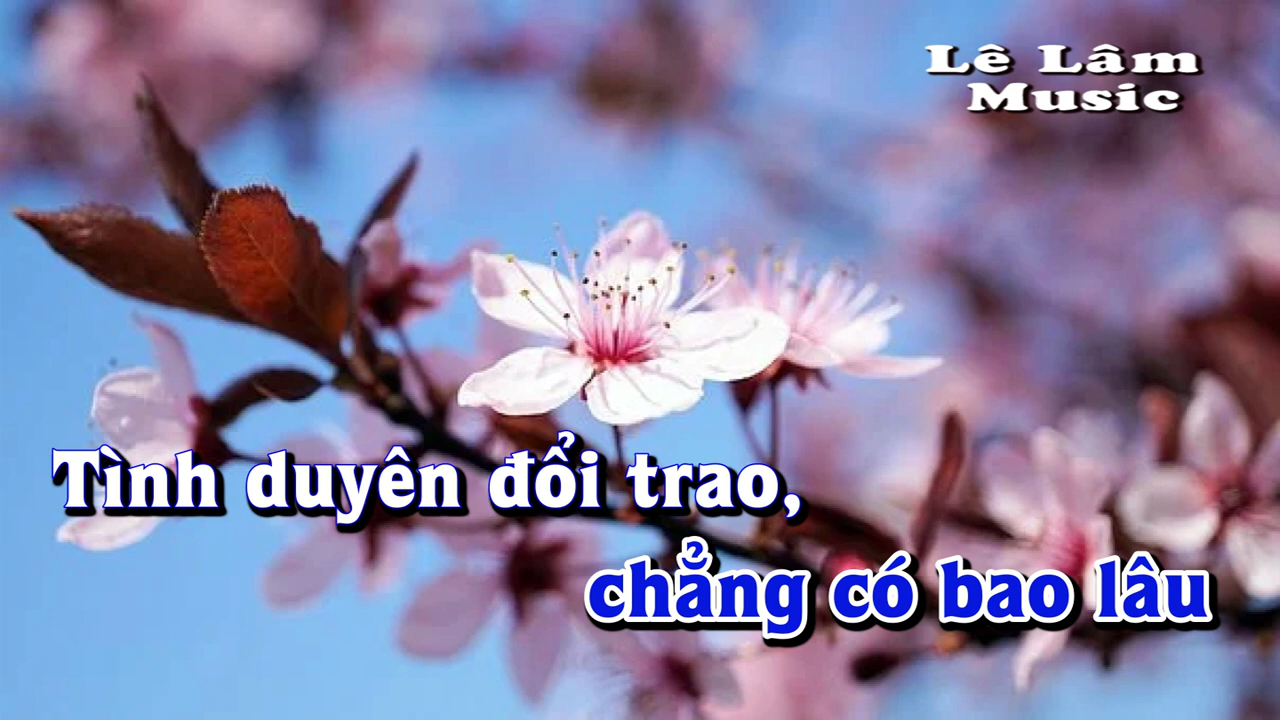 Lê Lâm
Music
Tình duyên đổi trao,
chẳng có bao lâu